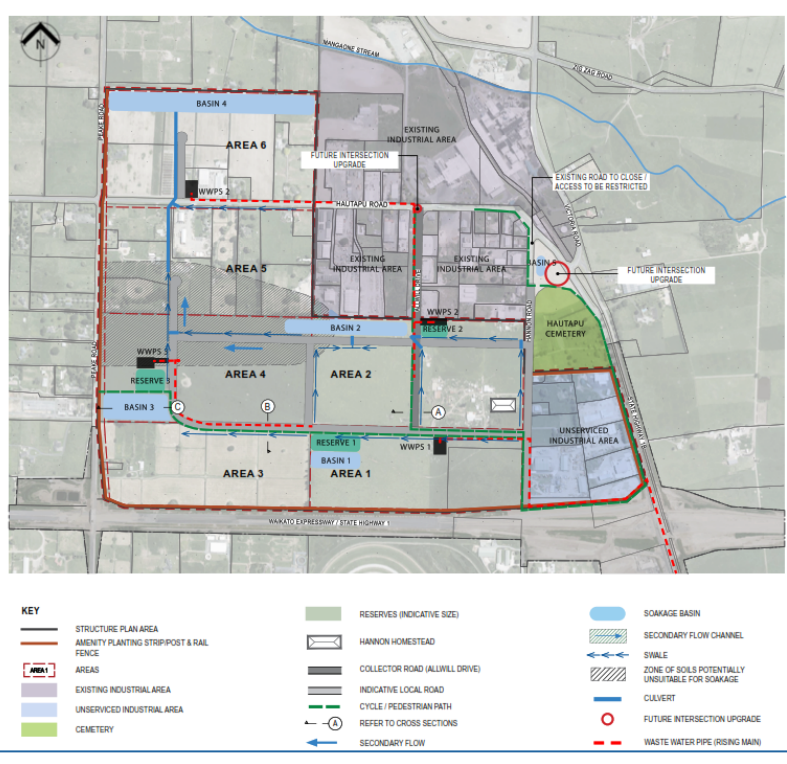 N
MANGAONE STREAM
ZIG ZAG ROAD
PEAKE ROAD
BASIN 4
AREA 6
EXISTING
INDUSTRIAL AREA
FUTURE INTERSECTION
UPGRADE
EXISTING ROAD TO CLOSE /
ACCESS TO BE RESTRICTED
WWPS 2
HAUTAPU ROAD
VICTORIA ROAD
EXISTING
INDUSTRIAL AREA
EXISTING
INDUSTRIAL AREA
AREA 5
BASIN 5
FUTURE INTERSECTION
UPGRADE
ALLWILL DRIVE
HANNON ROAD
WWPS 2
BASIN 2
RESERVE 2
HAUTAPU
CEMETERY
PEAKE ROAD
WWPS 3
RESERVE 3
AREA 4
AREA 2
BASIN 3
C
B
A
UNSERVICED
INDUSTRIAL AREA
STATE HIGHWAY 1B
RESERVE 1
WWPS 1
BASIN 1
AREA 3
AREA 1
WAIKATO EXPRESSWAY / STATE HIGHWAY 1
KEY
STRUCTURE PLAN AREA
AMENITY PLANTING STRIP/POST & RAIL
FENCE
AREA 1
AREAS
EXISTING INDUSTRIAL AREA
UNSERVICED INDUSTRIAL AREA
CEMETERY
RESERVES (INDICATIVE SIZE)
HANNON HOMESTEAD
COLLECTOR ROAD (ALLWILL DRIVE)
INDICATIVE LOCAL ROAD
CYCLE / PEDESTRIAN PATH
A
REFER TO CROSS SECTIONS
SECONDARY FLOW
SOAKAGE BASIN
SECONDARY FLOW CHANNEL
SWALE
ZONE OF SOILS POTENTIALLY
UNSUITABLE FOR SOAKAGE
CULVERT
FUTURE INTERSECTION UPGRADE
WASTE WATER PIPE (RISING MAIN)